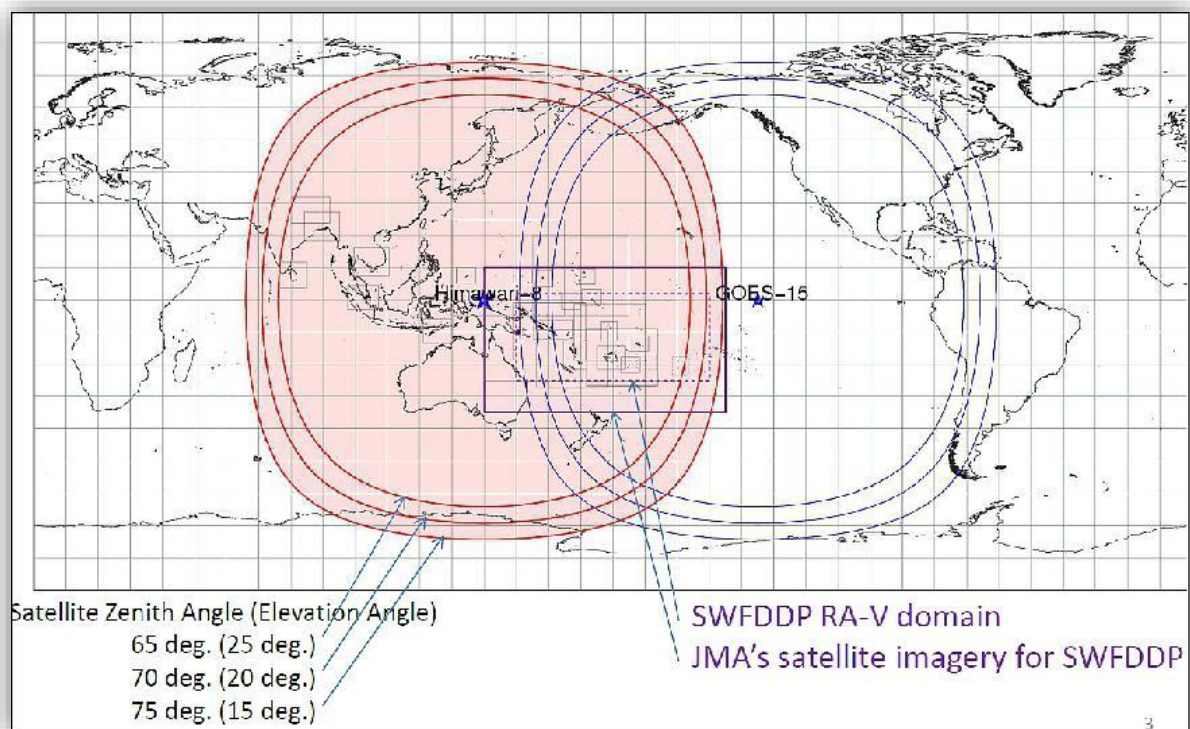 Himawari-8
GOES-15
Satellite Zenith Angle (Elevation Angle)
65 deg. (25 deg.)
70 deg. (20 deg.)
75 deg. (15 deg.)
SWFDDP RA-V domain
JMA's satellite imagery for SWFDDP
3